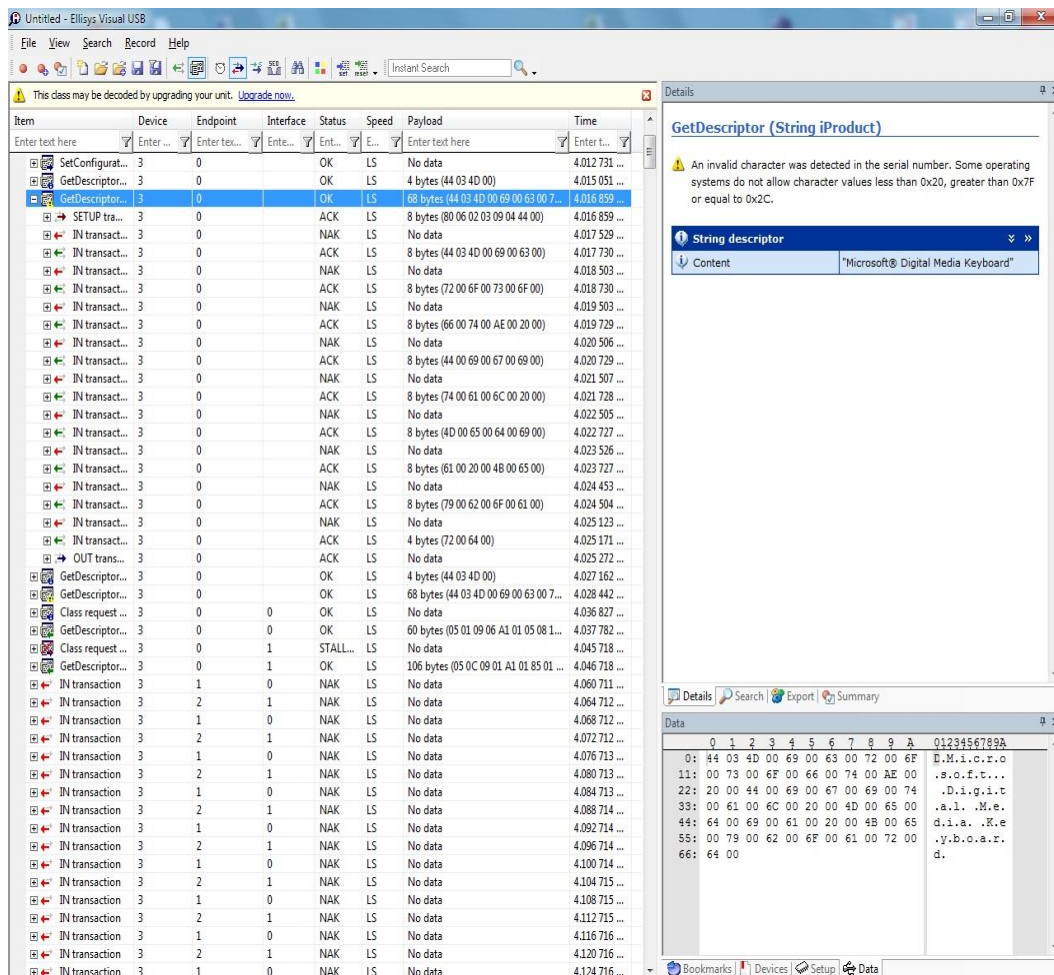 Untitled - Ellisys Visual USB
File View Search Record Help
Instant Search
This class may be decoded by upgrading your unit. Upgrade now.
Item Device Endpoint Interface Status Speed Payload Time
Enter text here Enter ... Enter tex... Ente... Ent... E... Enter text here Enter t...
SetConfigurat... 3 0 OK LS No data 4.012 731 ...
GetDescriptor... 3 0 OK LS 4 bytes (44 03 4D 00) 4.015 051 ...
GetDescriptor... 3 0 OK LS 68 bytes (44 03 4D 00 69 00 63 00 7... 4.016 859 ...
SETUP tra... 3 0 ACK LS 8 bytes (80 06 02 03 09 04 44 00) 4.016 859 ...
IN transact... 3 0 NAK LS No data 4.017 529 ...
IN transact... 3 0 ACK LS 8 bytes (44 03 4D 00 69 00 63 00) 4.017 730 ...
IN transact... 3 0 NAK LS No data 4.018 503 ...
IN transact... 3 0 ACK LS 8 bytes (72 00 6F 00 73 00 6F 00) 4.018 730 ...
IN transact... 3 0 NAK LS No data 4.019 503 ...
IN transact... 3 0 ACK LS 8 bytes (66 00 74 00 AE 00 20 00) 4.019 729 ...
IN transact... 3 0 NAK LS No data 4.020 506 ...
IN transact... 3 0 ACK LS 8 bytes (44 00 69 00 67 00 69 00) 4.020 729 ...
IN transact... 3 0 NAK LS No data 4.021 507 ...
IN transact... 3 0 ACK LS 8 bytes (74 00 61 00 6C 00 20 00) 4.021 728 ...
IN transact... 3 0 NAK LS No data 4.022 505 ...
IN transact... 3 0 ACK LS 8 bytes (4D 00 65 00 64 00 69 00) 4.022 727 ...
IN transact... 3 0 NAK LS No data 4.023 526 ...
IN transact... 3 0 ACK LS 8 bytes (61 00 20 00 4B 00 65 00) 4.023 727 ...
IN transact... 3 0 NAK LS No data 4.024 453 ...
IN transact... 3 0 ACK LS 8 bytes (79 00 62 00 6F 00 61 00) 4.024 504 ...
IN transact... 3 0 NAK LS No data 4.025 123 ...
IN transact... 3 0 ACK LS 4 bytes (72 00 64 00) 4.025 171 ...
OUT trans... 3 0 ACK LS No data 4.025 272 ...
GetDescriptor... 3 0 OK LS 4 bytes (44 03 4D 00) 4.027 162 ...
GetDescriptor... 3 0 OK LS 68 bytes (44 03 4D 00 69 00 63 00 7... 4.028 442 ...
Class request ... 3 0 0 OK LS No data 4.036 827 ...
GetDescriptor... 3 0 0 OK LS 60 bytes (05 01 09 06 A1 01 05 08 1... 4.037 782 ...
Class request ... 3 0 1 STALL... LS No data 4.045 718 ...
GetDescriptor... 3 0 1 OK LS 106 bytes (05 0C 09 01 A1 01 85 01 ... 4.046 718 ...
IN transaction 3 1 0 NAK LS No data 4.060 711 ...
IN transaction 3 2 1 NAK LS No data 4.064 712 ...
IN transaction 3 1 0 NAK LS No data 4.068 712 ...
IN transaction 3 2 1 NAK LS No data 4.072 712 ...
IN transaction 3 1 0 NAK LS No data 4.076 713 ...
IN transaction 3 2 1 NAK LS No data 4.080 713 ...
IN transaction 3 1 0 NAK LS No data 4.084 713 ...
IN transaction 3 2 1 NAK LS No data 4.088 714 ...
IN transaction 3 1 0 NAK LS No data 4.092 714 ...
IN transaction 3 2 1 NAK LS No data 4.096 714 ...
IN transaction 3 1 0 NAK LS No data 4.100 714 ...
IN transaction 3 2 1 NAK LS No data 4.104 715 ...
IN transaction 3 1 0 NAK LS No data 4.108 715 ...
IN transaction 3 2 1 NAK LS No data 4.112 715 ...
IN transaction 3 1 0 NAK LS No data 4.116 716 ...
IN transaction 3 2 1 NAK LS No data 4.120 716 ...
IN transaction 3 1 0 NAK LS No data 4.124 716 ...
Details
GetDescriptor (String iProduct)
An invalid character was detected in the serial number. Some operating
systems do not allow character values less than 0x20, greater than 0x7F
or equal to 0x2C.
String descriptor
Content "Microsoft® Digital Media Keyboard"
Details Search Export Summary
Data
0 1 2 3 4 5 6 7 8 9 A 0123456789A
0: 44 03 4D 00 69 00 63 00 72 00 6F D.M.i.c.r.o
11: 00 73 00 6F 00 66 00 74 00 AE 00 .s.o.f.t...
22: 20 00 44 00 69 00 67 00 69 00 74  .D.i.g.i.t
33: 00 61 00 6C 00 20 00 4D 00 65 00 .a.l. .M.e.
44: 64 00 69 00 61 00 20 00 4B 00 65 d.i.a. .K.e
55: 00 79 00 62 00 6F 00 61 00 72 00 .y.b.o.a.r.
66: 64 00 d.
Bookmarks Devices Setup Data